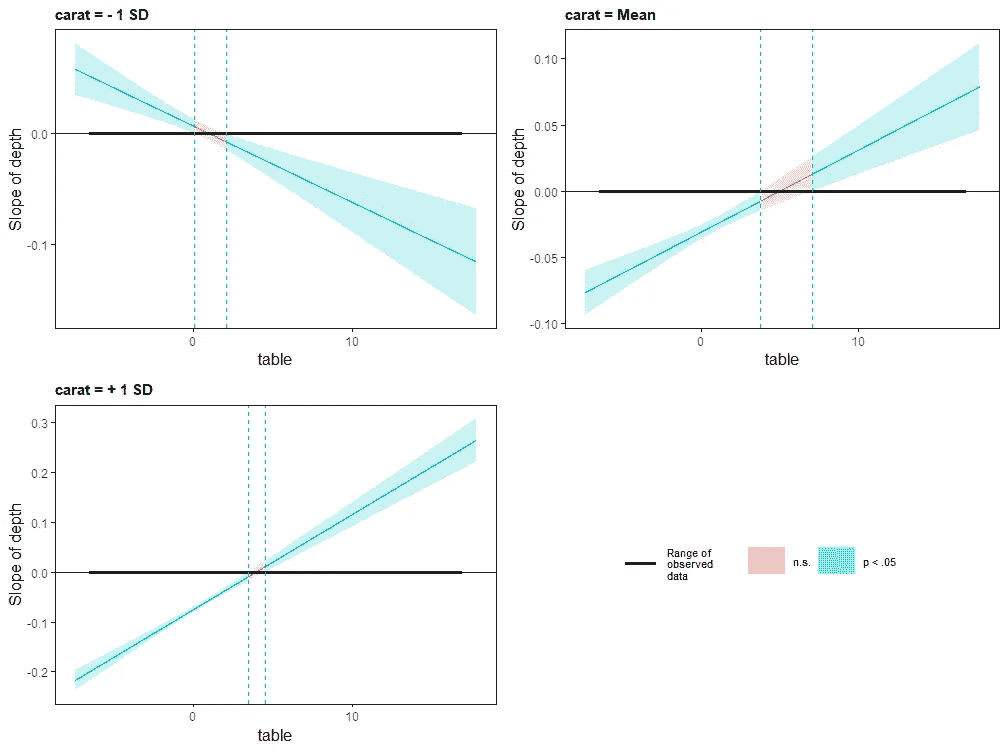 carat = - 1 SD
0.0
-0.1
Slope of depth
0
10
table
carat = Mean
0.10
0.05
0.00
-0.05
-0.10
Slope of depth
0
10
table
carat = + 1 SD
0.3
0.2
0.1
0.0
-0.1
-0.2
Slope of depth
0
10
table
Range of
observed
data
n.s.
p < .05